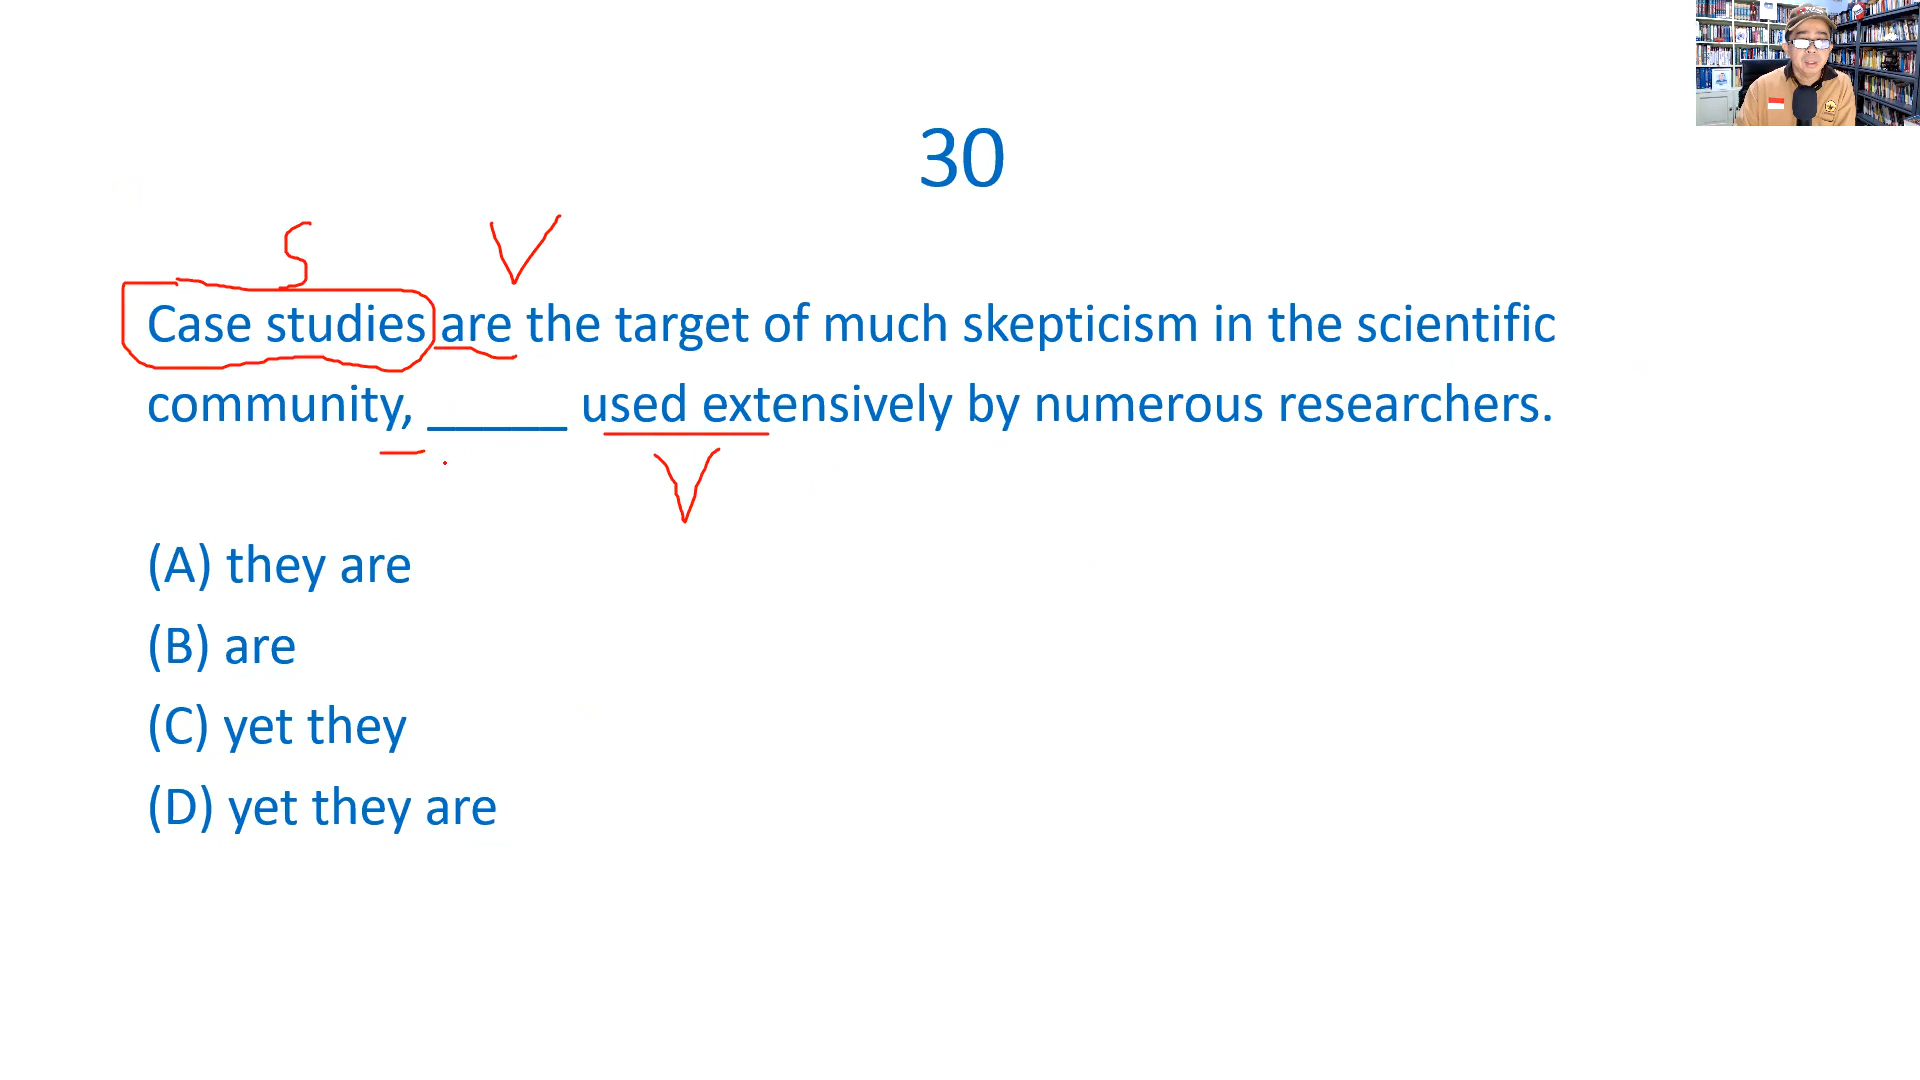 30
S V
Case studies are the target of much skepticism in the scientific
community, _____ used extensively by numerous researchers.
V
(A) they are
(B) are
(C) yet they
(D) yet they are